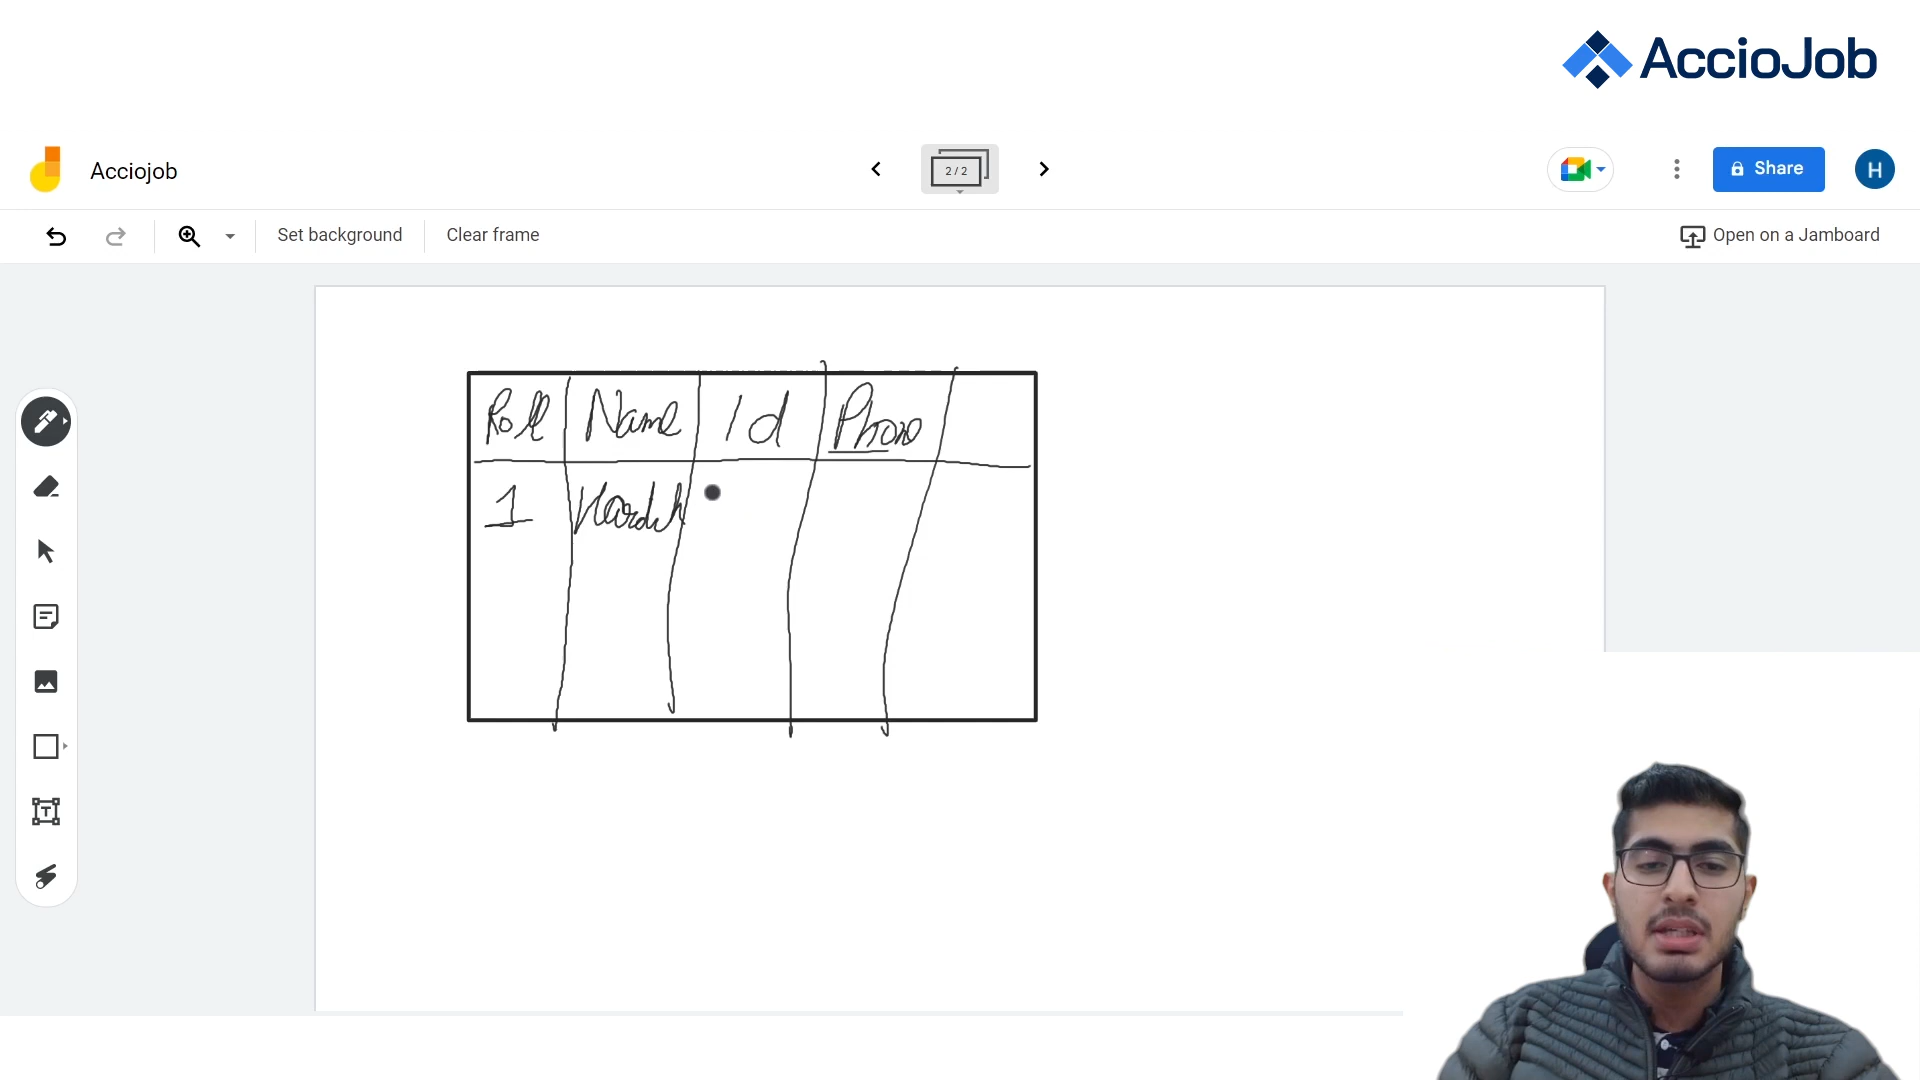 AccioJob
Acciojob
2 / 2
Share
H
Set background
Clear frame
Open on a Jamboard
Roll Name Id Phone
1